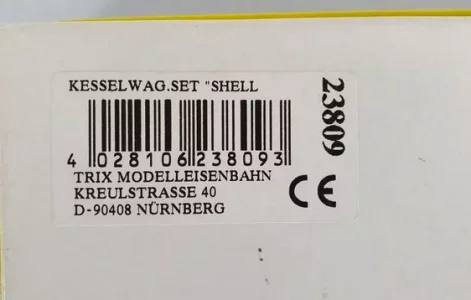 KESSELWAG.SET "SHELL
23809
4 028106 238093
TRIX MODELLEISENBAHN
KREULSTRASSE 40
D-90408 NÜRNBERG
CE